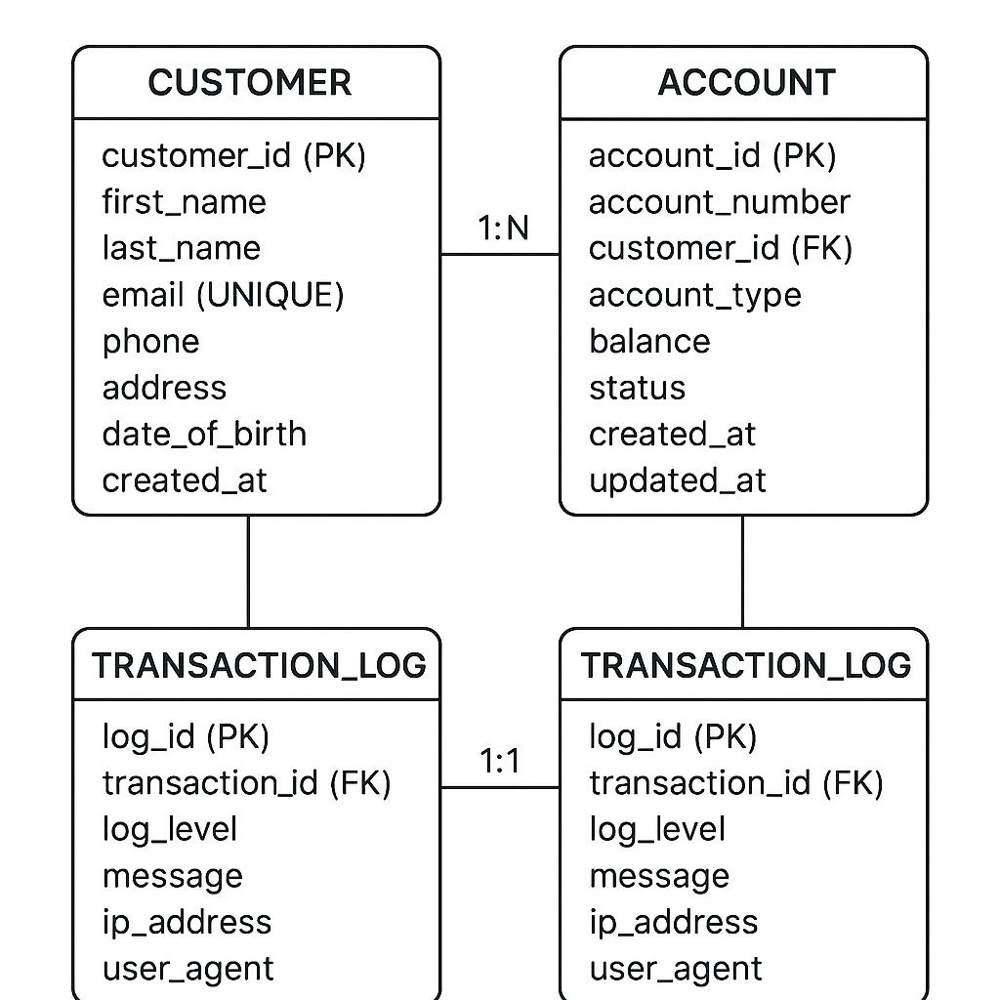 CUSTOMER
customer_id (PK)
first_name
last_name
email (UNIQUE)
phone
address
date_of_birth
created_at
1:N
ACCOUNT
account_id (PK)
account_number
customer_id (FK)
account_type
balance
status
created_at
updated_at
TRANSACTION_LOG
log_id (PK)
transaction_id (FK)
log_level
message
ip_address
user_agent
1:1
TRANSACTION_LOG
log_id (PK)
transaction_id (FK)
log_level
message
ip_address
user_agent